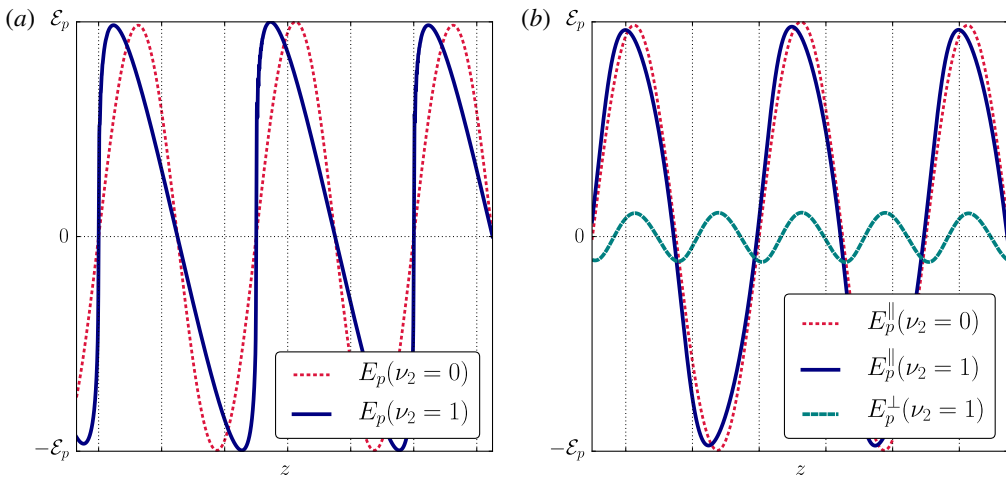 (a)
ℰ_p
0
−ℰ_p
z
E_p(ν_2 = 0)
E_p(ν_2 = 1)
(b)
ℰ_p
0
−ℰ_p
z
E_p^∥(ν_2 = 0)
E_p^∥(ν_2 = 1)
E_p^⊥(ν_2 = 1)